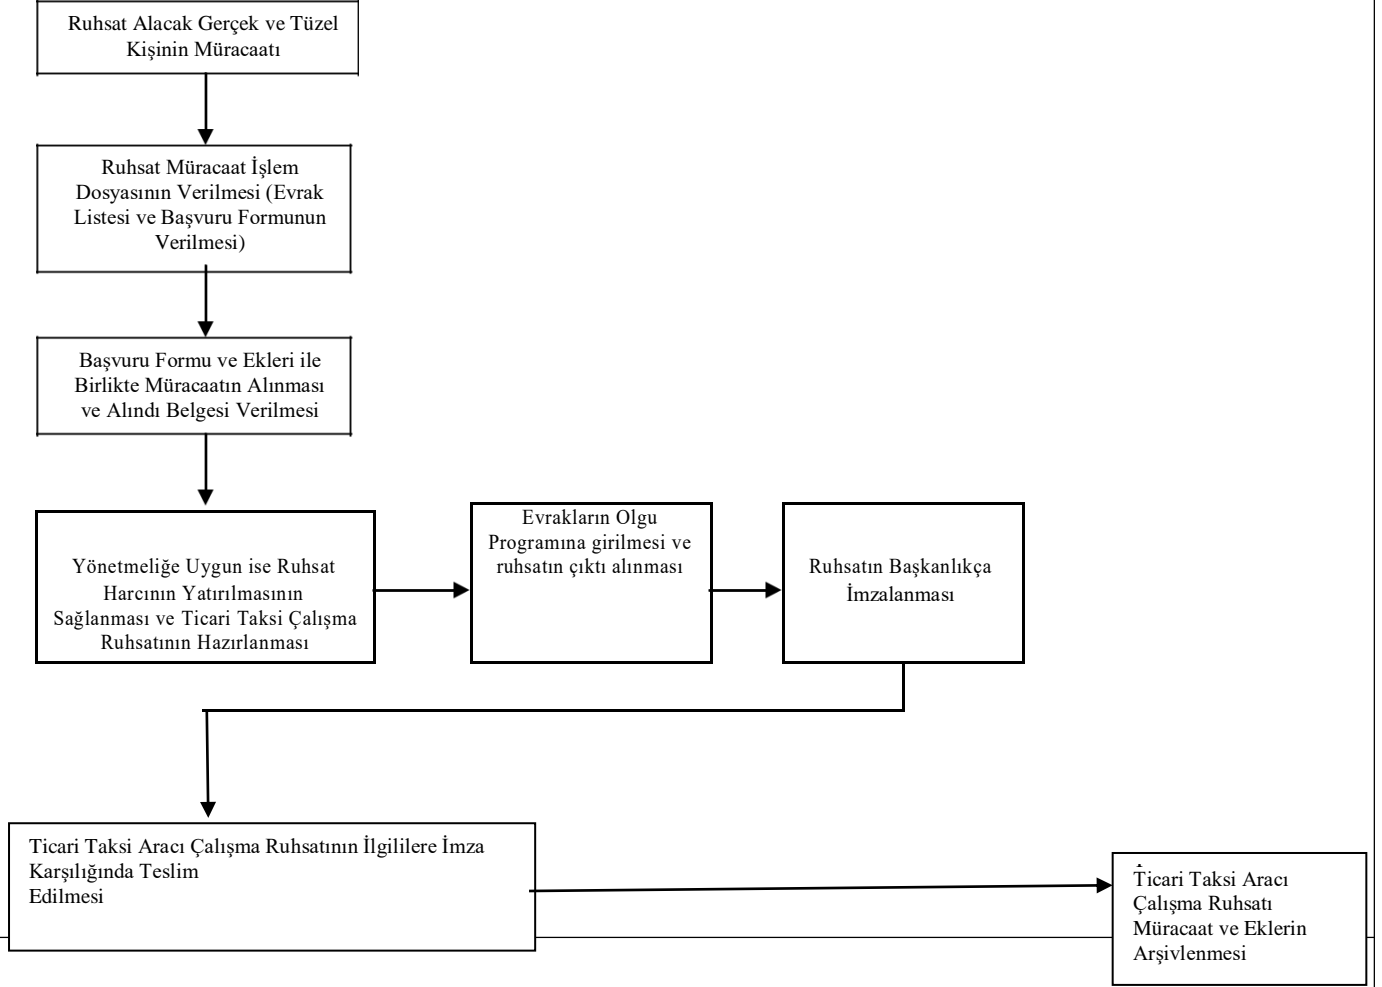 Ruhsat Alacak Gerçek ve Tüzel
Kişinin Müracaatı
Ruhsat Müracaat İşlem
Dosyasının Verilmesi (Evrak
Listesi ve Başvuru Formunun
Verilmesi)
Başvuru Formu ve Ekleri ile
Birlikte Müracaatın Alınması
ve Alındı Belgesi Verilmesi
Yönetmeliğe Uygun ise Ruhsat
Harcının Yatırılmasının
Sağlanması ve Ticari Taksi Çalışma
Ruhsatının Hazırlanması
Evrakların Olgu
Programına girilmesi ve
ruhsatın çıktı alınması
Ruhsatın Başkanlıkça
İmzalanması
Ticari Taksi Aracı Çalışma Ruhsatının İlgililere İmza
Karşılığında Teslim
Edilmesi
Ticari Taksi Aracı
Çalışma Ruhsatı
Müracaat ve Eklerin
Arşivlenmesi